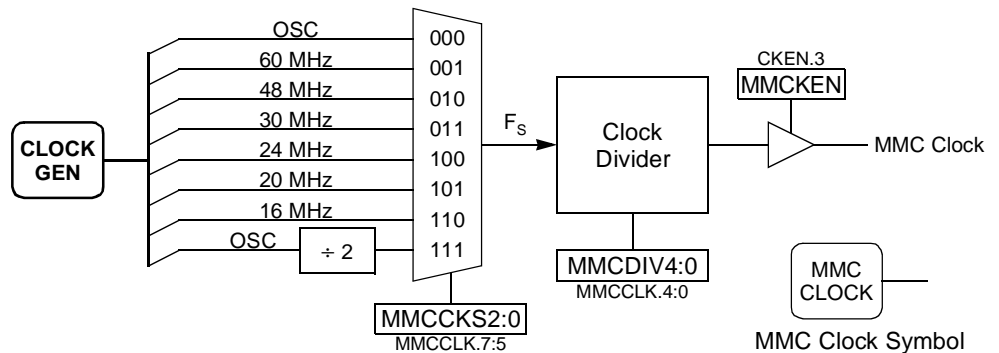 OSC
000
60 MHz
001
48 MHz
010
30 MHz
011
24 MHz
100
20 MHz
101
16 MHz
110
OSC
÷ 2
111
CLOCK
GEN
MMCCKS2:0
MMCCLK.7:5
FS
Clock
Divider
MMCDIV4:0
MMCCLK.4:0
CKEN.3
MMCKEN
MMC Clock
MMC
CLOCK
MMC Clock Symbol